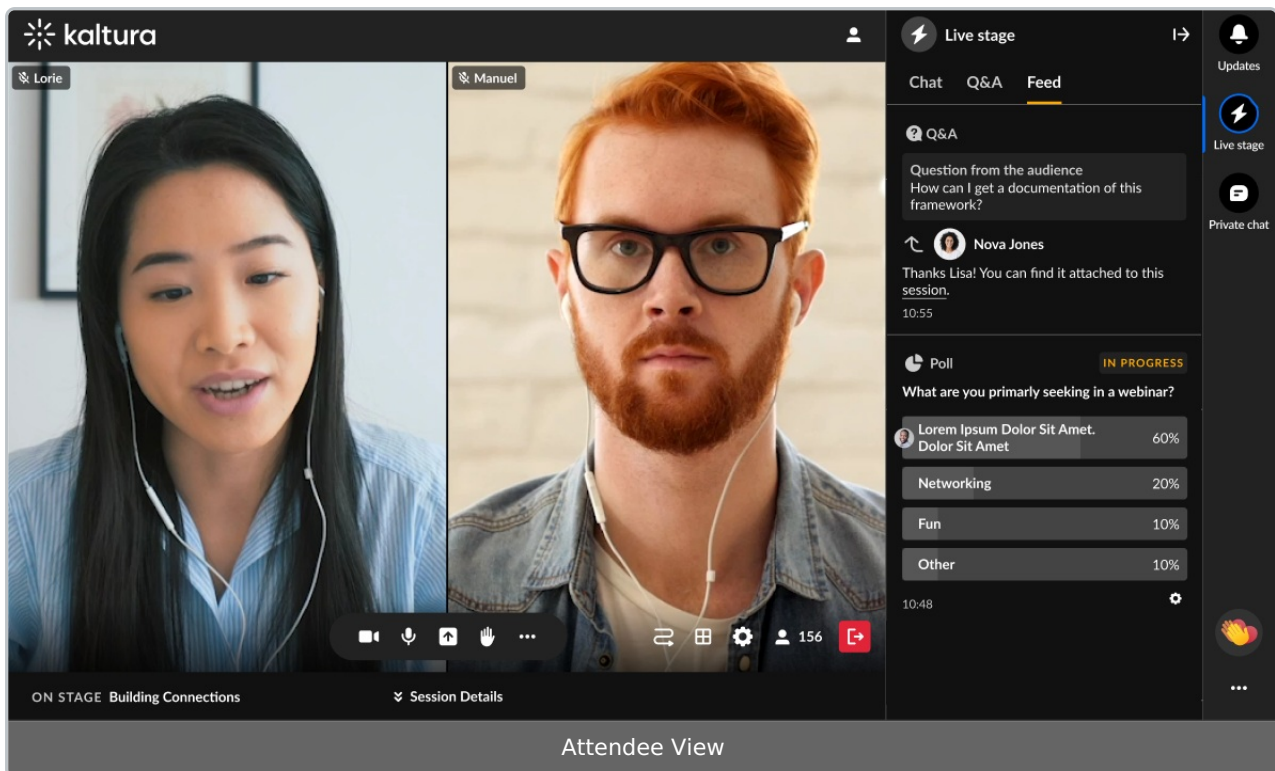 kaltura
Lorie
Manuel
156
ON STAGE Building Connections
Session Details
Live stage
Chat Q&A Feed
Q&A
Question from the audience
How can I get a documentation of this
framework?
Nova Jones
Thanks Lisa! You can find it attached to this
session.
10:55
Poll
IN PROGRESS
What are you primarly seeking in a webinar?
Lorem Ipsum Dolor Sit Amet.
Dolor Sit Amet
60%
Networking 20%
Fun 10%
Other 10%
10:48
Updates
Live stage
Private chat
Attendee View